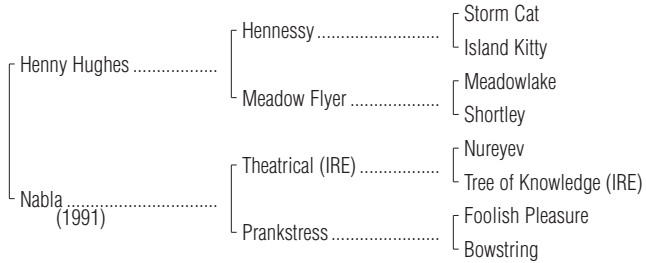 Storm Cat
Hennessy ..........................
Island Kitty
Henny Hughes ..................
Meadowlake
Meadow Flyer ...................
Shortley
Nureyev
Theatrical (IRE) .................
Tree of Knowledge (IRE)
Nabla ................................
(1991)
Foolish Pleasure
Prankstress .......................
Bowstring